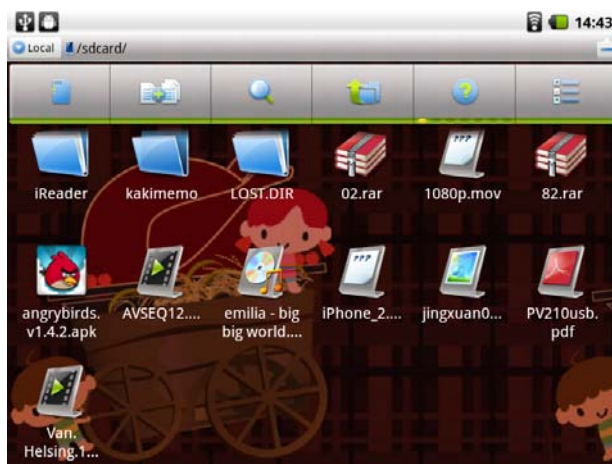 14:43
Local /sdcard/
iReader
kakimemo
LOST.DIR
02.rar
1080p.mov
82.rar
angrybirds.
v1.4.2.apk
AVSEQ12....
emilia - big
big world....
iPhone_2....
jingxuan0...
PV210usb.
pdf
Van.
Helsing.1...